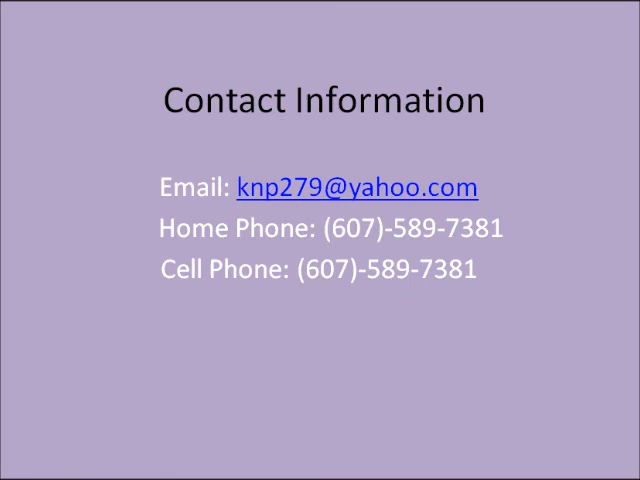 Contact Information
Email: knp279@yahoo.com
Home Phone: (607)-589-7381
Cell Phone: (607)-589-7381